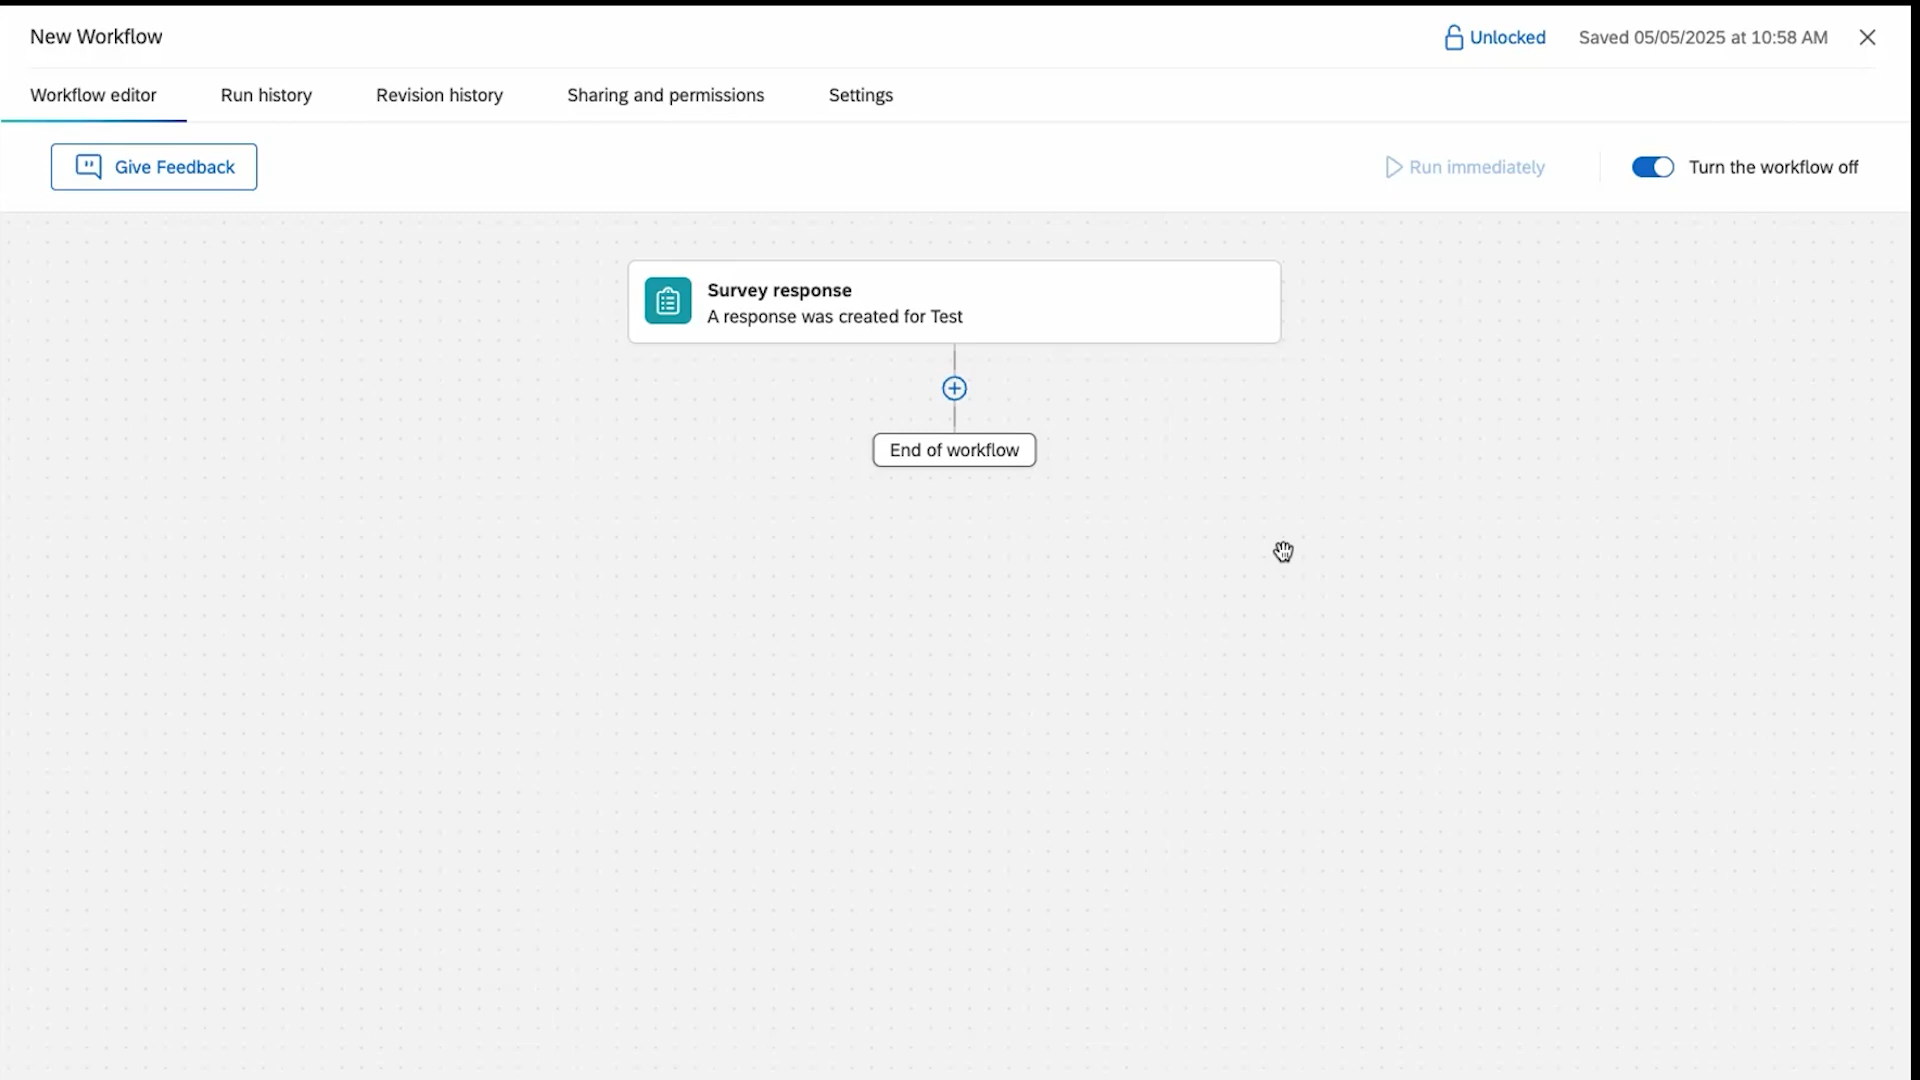 New Workflow
Unlocked
Saved 05/05/2025 at 10:58 AM
Workflow editor
Run history
Revision history
Sharing and permissions
Settings
Give Feedback
Run immediately
Turn the workflow off
Survey response
A response was created for Test
End of workflow